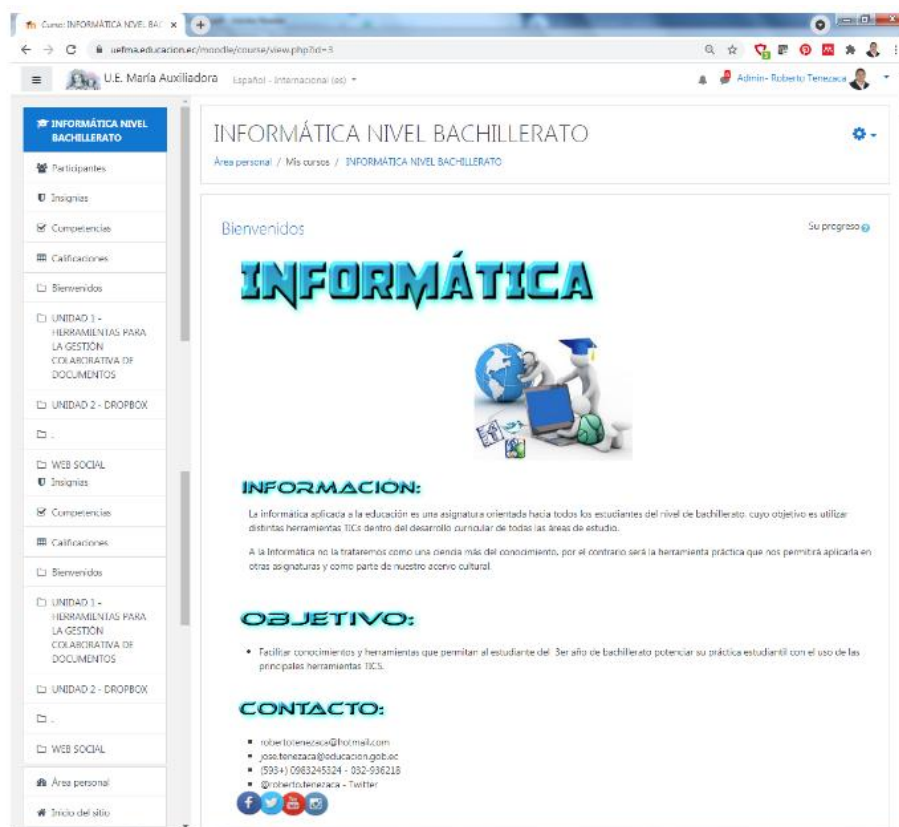 Curso: INFORMÁTICA NIVEL BAC
uefma.educacion.ec/moodle/course/view.php?id=3
U.E. María Auxiliadora
Español - Internacional (es)
Admin- Roberto Tenezaca
INFORMÁTICA NIVEL
BACHILLERATO
Participantes
Insignias
Competencias
Calificaciones
Bienvenidos
UNIDAD 1 -
HERRAMIENTAS PARA
LA GESTIÓN
COLABORATIVA DE
DOCUMENTOS
UNIDAD 2 - DROPBOX
.
WEB SOCIAL
Insignias
Competencias
Calificaciones
Bienvenidos
UNIDAD 1 -
HERRAMIENTAS PARA
LA GESTIÓN
COLABORATIVA DE
DOCUMENTOS
UNIDAD 2 - DROPBOX
.
WEB SOCIAL
Área personal
Inicio del sitio
INFORMÁTICA NIVEL BACHILLERATO
Área personal / Mis cursos / INFORMÁTICA NIVEL BACHILLERATO
Bienvenidos
Su progreso
INFORMÁTICA
INFORMACIÓN:
La informática aplicada a la educación es una asignatura orientada hacia todos los estudiantes del nivel de bachillerato, cuyo objetivo es utilizar
distintas herramientas TICs dentro del desarrollo curricular de todas las áreas de estudio.
A la Informática no la trataremos como una ciencia más del conocimiento, por el contrario será la herramienta práctica que nos permitirá aplicarla en
otras asignaturas y como parte de nuestro acervo cultural.
OBJETIVO:
Facilitar conocimientos y herramientas que permitan al estudiante del 3er año de bachillerato potenciar su práctica estudiantil con el uso de las
principales herramientas TICS.
CONTACTO:
robertotenezaca@hotmail.com
jose.tenezaca@educacion.gob.ec
(593+) 0983245324 - 032-936218
@roberto.tenezaca - Twitter